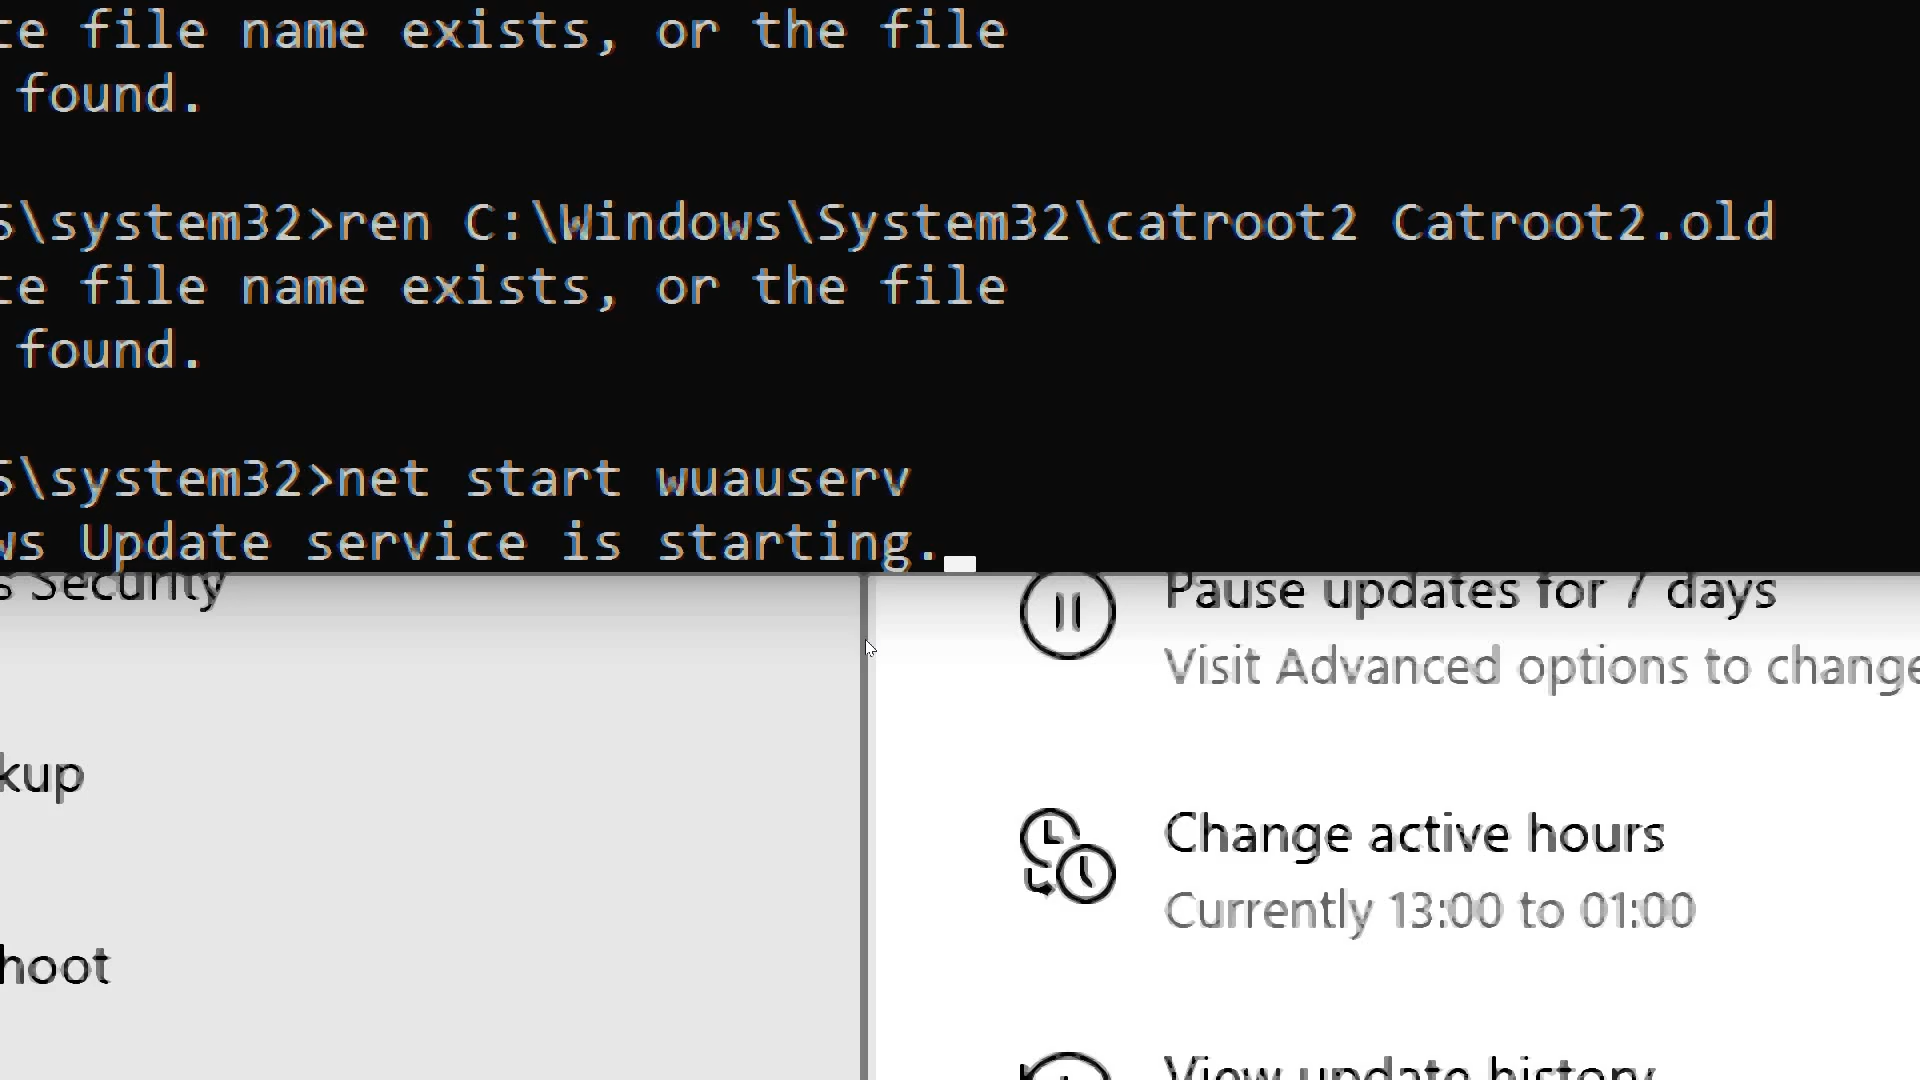 te file name exists, or the file
found.
S\system32>ren C:\Windows\System32\catroot2 Catroot2.old
te file name exists, or the file
found.
S\system32>net start wuauserv
ws Update service is starting.
s Security
Pause updates for 7 days
Visit Advanced options to change
kup
Change active hours
Currently 13:00 to 01:00
hoot
View update history